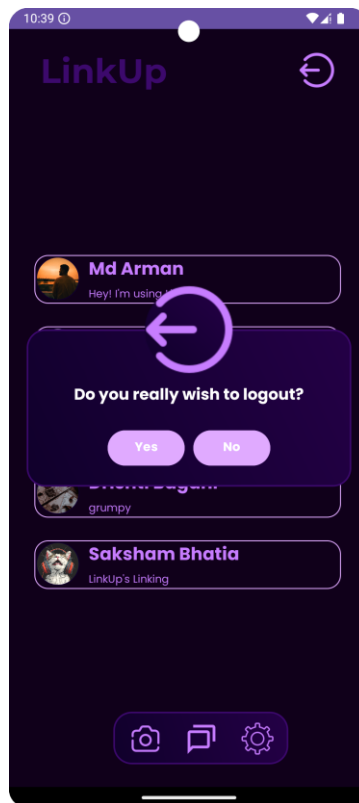 10:39
LinkUp
Md Arman
Hey! I'm using
Do you really wish to logout?
Yes
No
grumpy
Saksham Bhatia
LinkUp's Linking